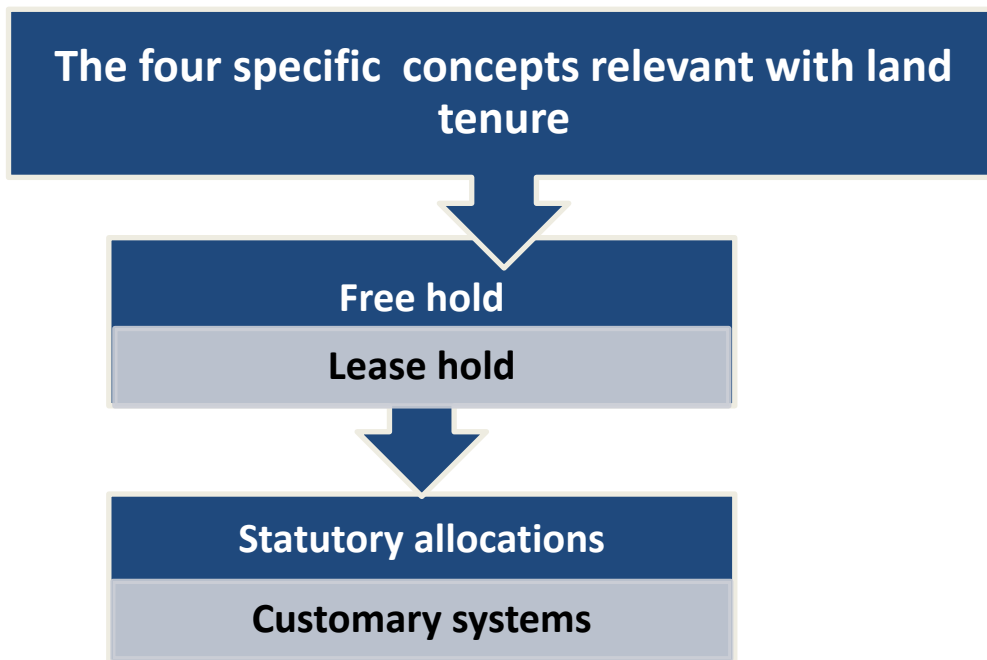 The four specific concepts relevant with land
tenure
Free hold
Lease hold
Statutory allocations
Customary systems